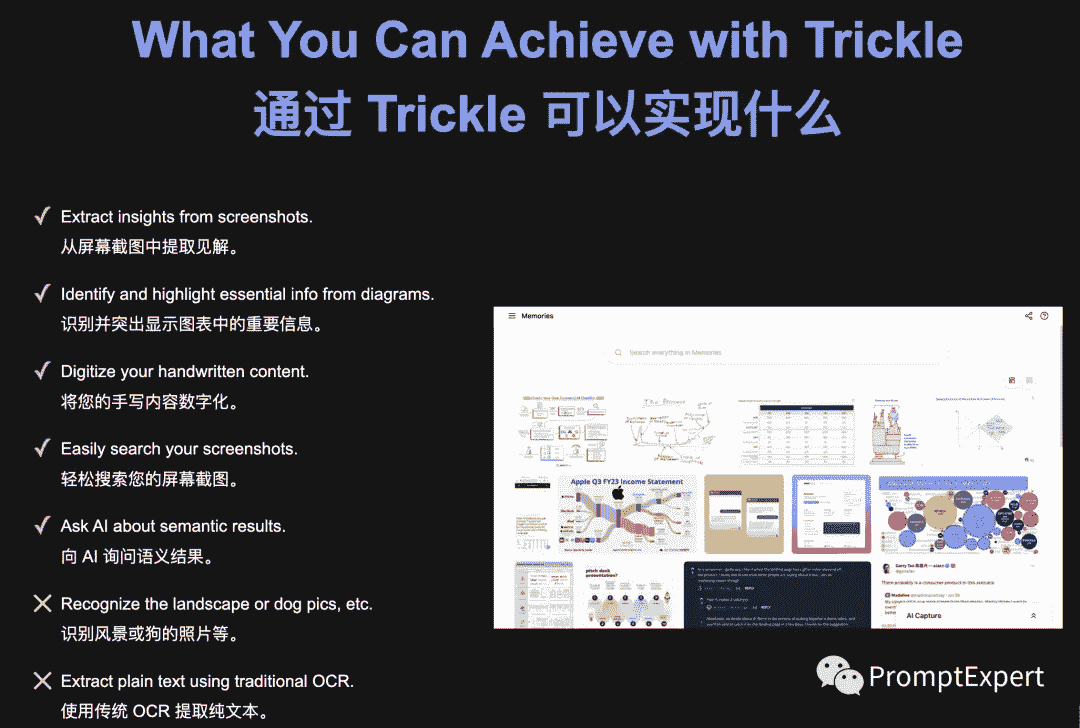 What You Can Achieve with Trickle
通过 Trickle 可以实现什么
✓ Extract insights from screenshots.
从屏幕截图中提取见解。
✓ Identify and highlight essential info from diagrams.
识别并突出显示图表中的重要信息。
✓ Digitize your handwritten content.
将您的手写内容数字化。
✓ Easily search your screenshots.
轻松搜索您的屏幕截图。
✓ Ask AI about semantic results.
向 AI 询问语义结果。
✕ Recognize the landscape or dog pics, etc.
识别风景或狗的照片等。
✕ Extract plain text using traditional OCR.
使用传统 OCR 提取纯文本。
Memories
Search everything in Memories
Apple Q3 FY23 Income Statement
pitch deck
presentation?
AI Capture
PromptExpert